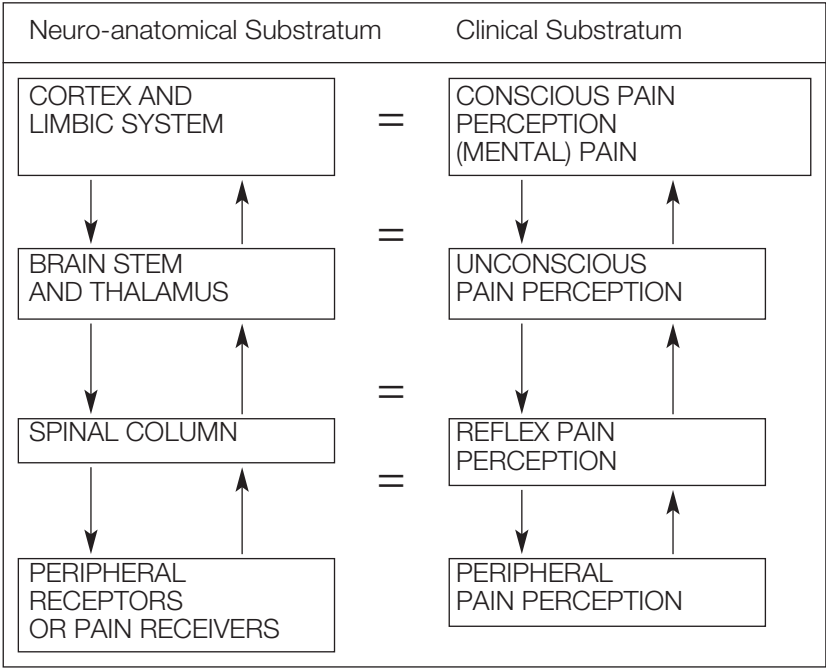 Neuro-anatomical Substratum
Clinical Substratum
CORTEX AND
LIMBIC SYSTEM
=
CONSCIOUS PAIN
PERCEPTION
(MENTAL) PAIN
=
BRAIN STEM
AND THALAMUS
UNCONSCIOUS
PAIN PERCEPTION
=
SPINAL COLUMN
REFLEX PAIN
PERCEPTION
=
PERIPHERAL
RECEPTORS
OR PAIN RECEIVERS
PERIPHERAL
PAIN PERCEPTION